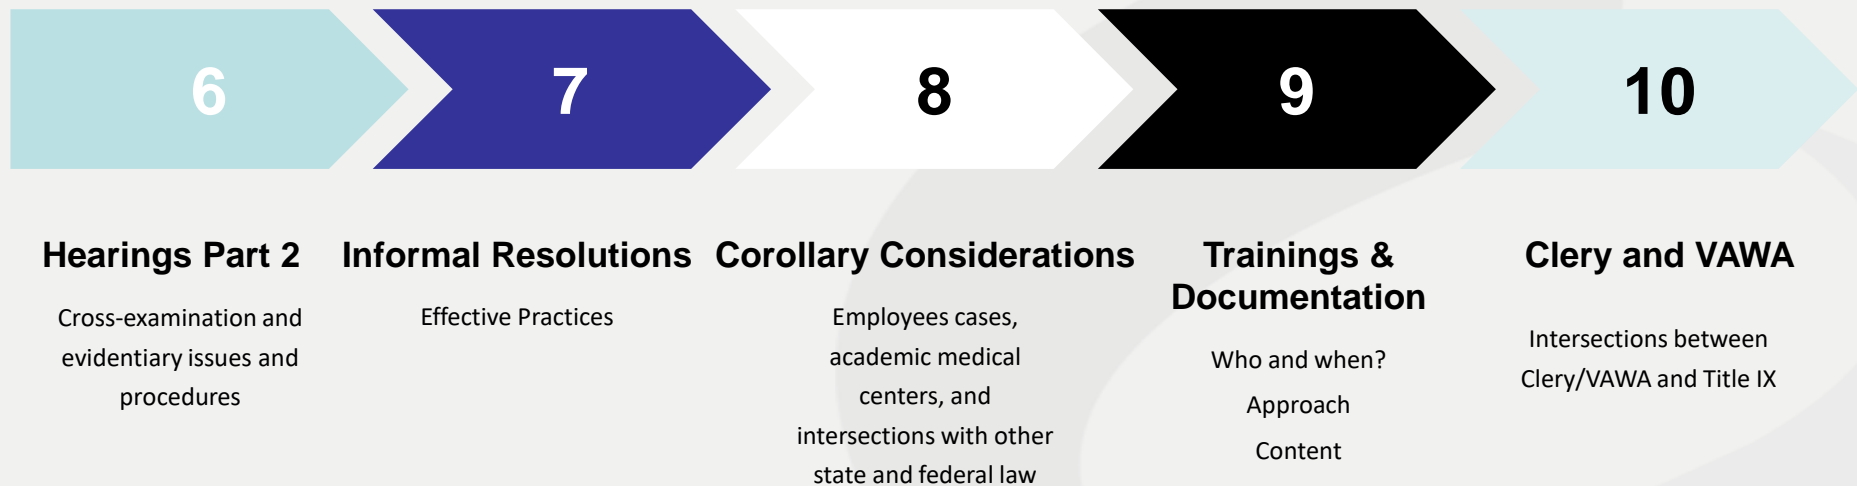 6
7
8
9
10
Hearings Part 2
Cross-examination and
evidentiary issues and
procedures
Informal Resolutions
Effective Practices
Corollary Considerations
Employees cases,
academic medical
centers, and
intersections with other
state and federal law
Trainings &
Documentation
Who and when?
Approach
Content
Clery and VAWA
Intersections between
Clery/VAWA and Title IX